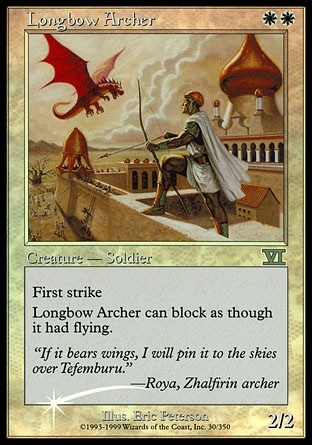 Longbow Archer
Creature — Soldier
VI
First strike
Longbow Archer can block as though
it had flying.
“If it bears wings, I will pin it to the skies
over Tefemburu.”
—Roya, Zhalfirin archer
Illus. Eric Peterson
©1993-1999 Wizards of the Coast, Inc. 30/350
2/2